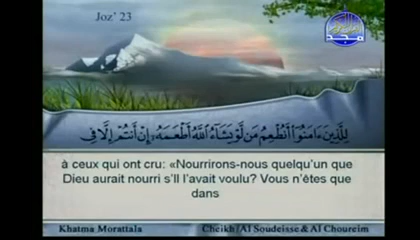 Joz' 23
المجد
لِلَّذِينَ ءَامَنُوٓا۟ أَنُطْعِمُ مَن لَّوْ يَشَآءُ ٱللَّهُ أَطْعَمَهُۥٓ إِنْ أَنتُمْ إِلَّا فِى
à ceux qui ont cru: «Nourrirons-nous quelqu'un que
Dieu aurait nourri s'Il l'avait voulu? Vous n'êtes que
dans
Khatma Morattala
Cheikh/Al Soudeisse & Al Choureim